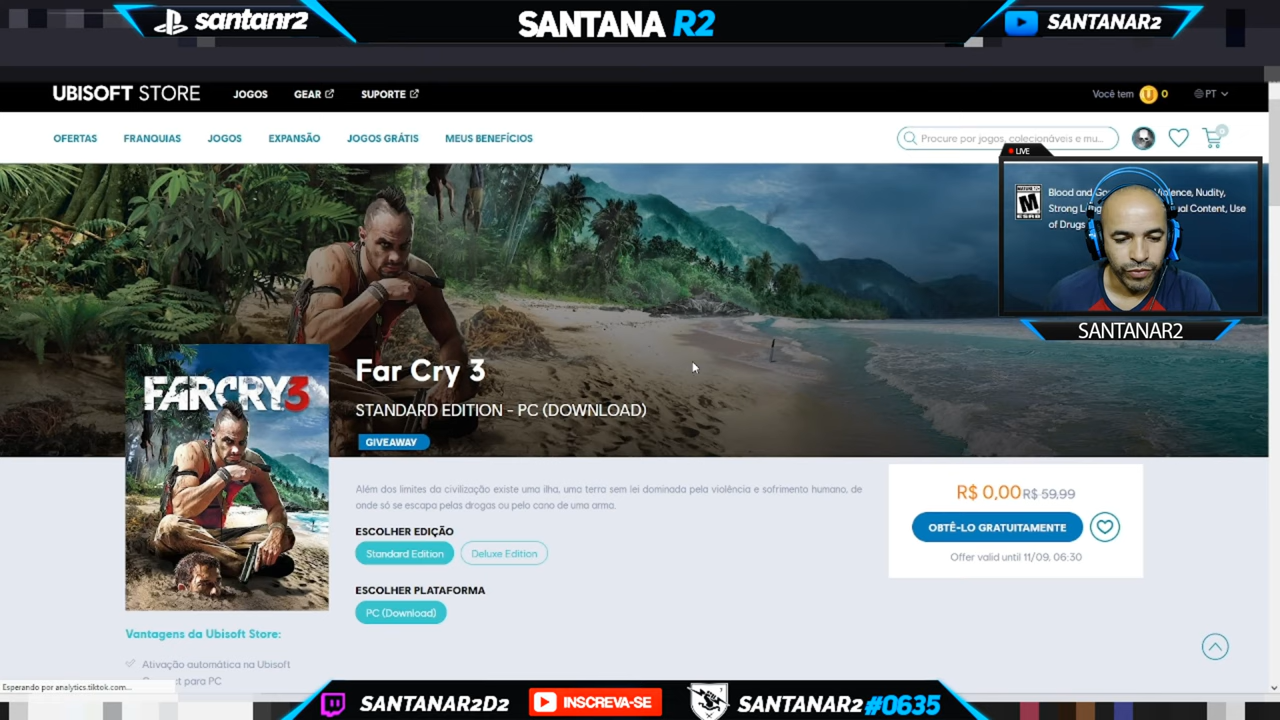 santanr2
SANTANA R2
SANTANAR2
UBISOFT STORE
JOGOS
GEAR
SUPORTE
Você tem
0
PT
OFERTAS
FRANQUIAS
JOGOS
EXPANSÃO
JOGOS GRÁTIS
MEUS BENEFÍCIOS
Procure por jogos, colecionáveis e mu...
0
LIVE
MATURE 17+
M
ESRB
Blood and Nudity,
Strong Content, Use
of Drugs
SANTANAR2
Far Cry 3
STANDARD EDITION - PC (DOWNLOAD)
GIVEAWAY
FARCRY3
Além dos limites da civilização existe uma ilha, uma terra sem lei dominada pela violência e sofrimento humano, de
onde só se escapa pelas drogas ou pelo cano de uma arma.
ESCOLHER EDIÇÃO
Standard Edition
Deluxe Edition
ESCOLHER PLATAFORMA
PC (Download)
R$ 0,00 R$ 59,99
OBTÊ-LO GRATUITAMENTE
Offer valid until 11/09, 06:30
Vantagens da Ubisoft Store:
Ativação automática na Ubisoft
para PC
Esperando por analytics.tiktok.com...
SANTANAR2D2
INSCREVA-SE
SANTANAR2#0635